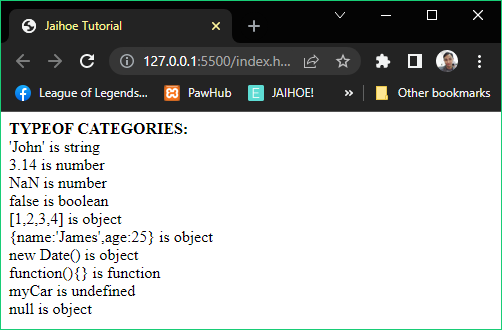 Jaihoe Tutorial
127.0.0.1:5500/index.h...
League of Legends...
PawHub
E
JAIHOE!
»
Other bookmarks
TYPEOF CATEGORIES:
'John' is string
3.14 is number
NaN is number
false is boolean
[1,2,3,4] is object
{name:'James',age:25} is object
new Date() is object
function(){} is function
myCar is undefined
null is object